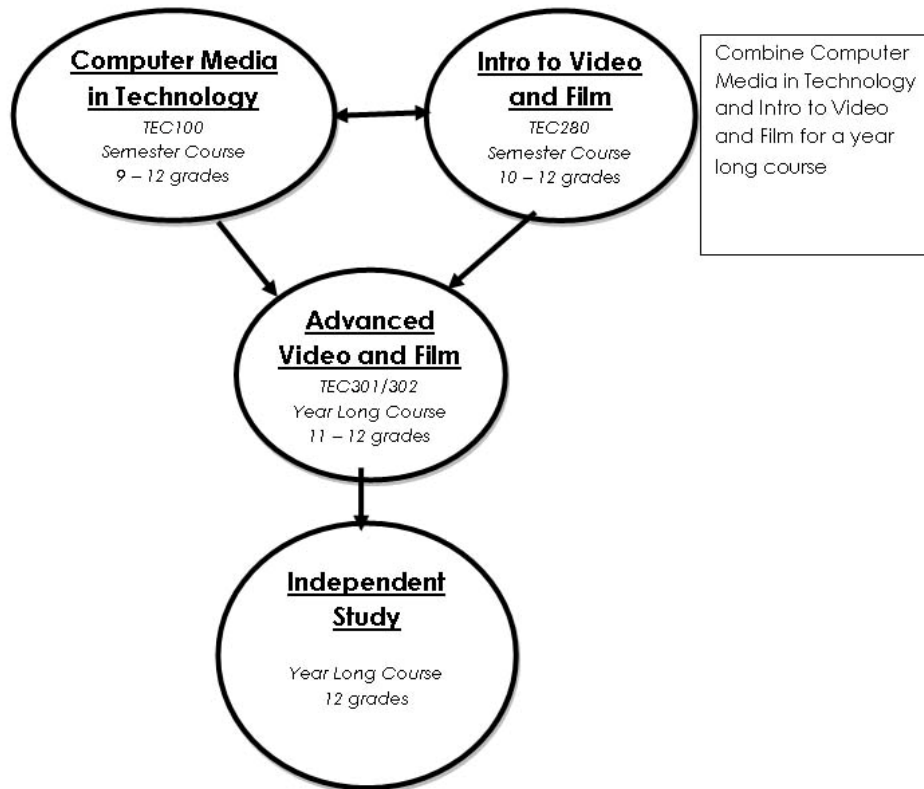 Computer Media
in Technology
TEC100
Semester Course
9 – 12 grades
Intro to Video
and Film
TEC280
Semester Course
10 – 12 grades
Combine Computer
Media in Technology
and Intro to Video
and Film for a year
long course
Advanced
Video and Film
TEC301/302
Year Long Course
11 – 12 grades
Independent
Study
Year Long Course
12 grades